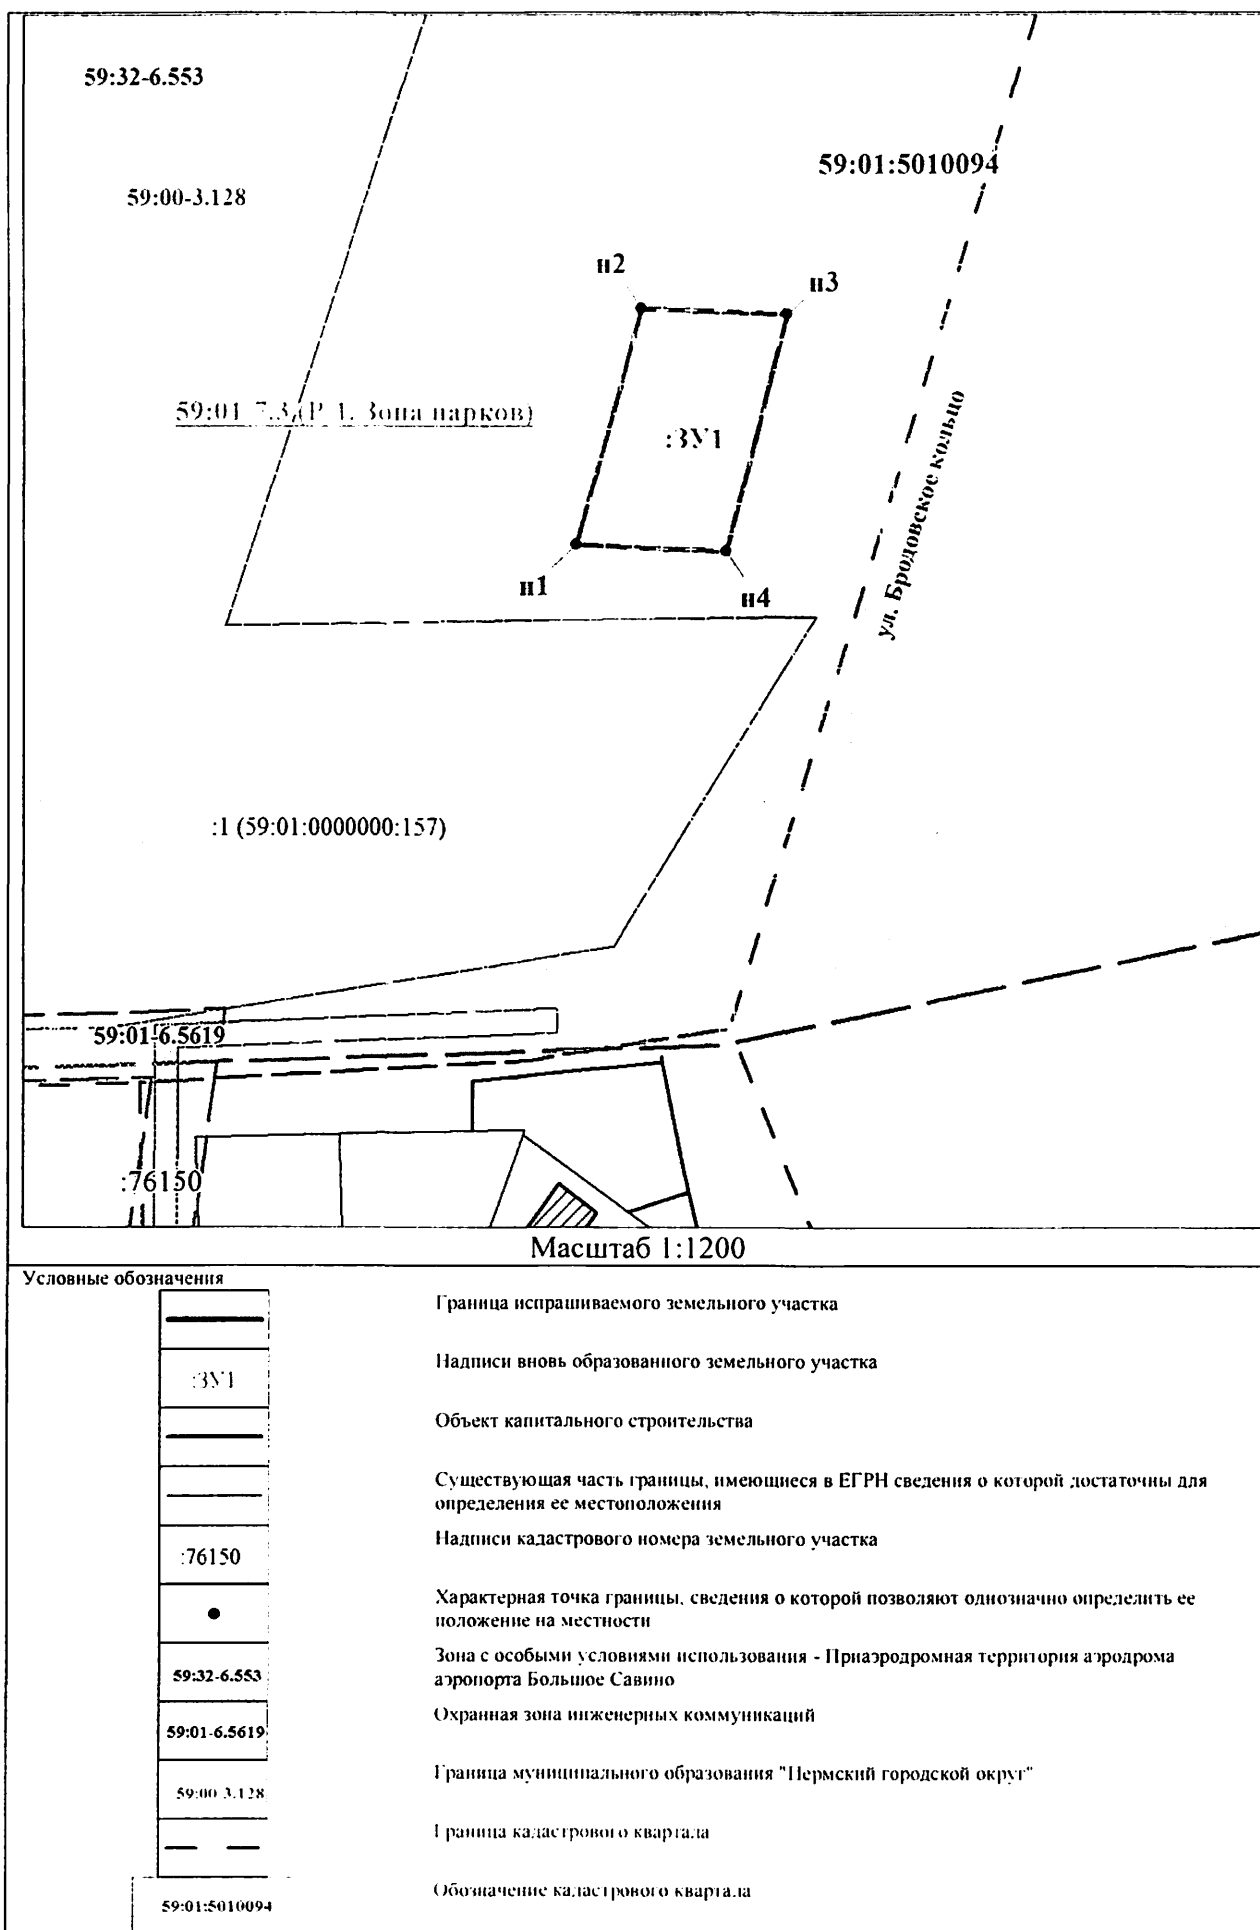 59:32-6.553
59:01:5010094
59:00-3.128
н2
н3
59:01-7.3 (Р-1. Зона парков)
:ЗУ1
ул. Бродовское кольцо
н1
н4
:1 (59:01:0000000:157)
59:01-6.5619
:76150
Масштаб 1:1200
Условные обозначения
Граница испрашиваемого земельного участка
:ЗУ1
Надписи вновь образованного земельного участка
Объект капитального строительства
Существующая часть границы, имеющиеся в ЕГРН сведения о которой достаточны для
определения ее местоположения
:76150
Надписи кадастрового номера земельного участка
Характерная точка границы, сведения о которой позволяют однозначно определить ее
положение на местности
59:32-6.553
Зона с особыми условиями использования - Приаэродромная территория аэродрома
аэропорта Большое Савино
59:01-6.5619
Охранная зона инженерных коммуникаций
59:00-3.128
Граница муниципального образования "Пермский городской округ"
Граница кадастрового квартала
59:01:5010094
Обозначение кадастрового квартала